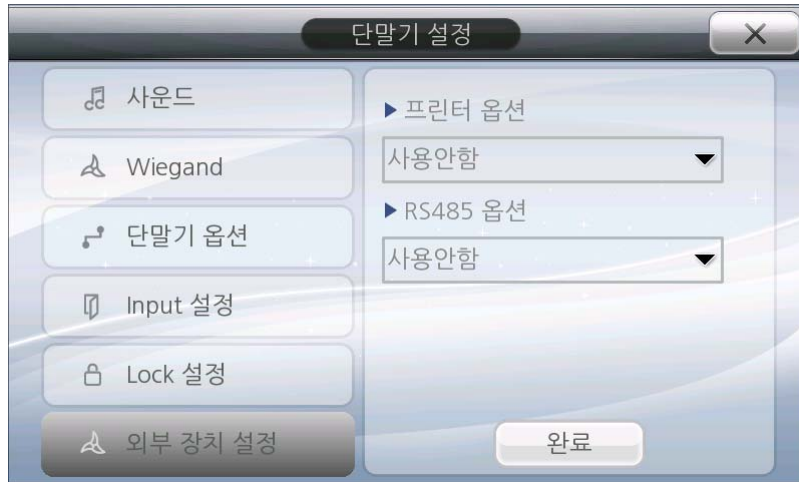 단말기 설정
사운드
Wiegand
단말기 옵션
Input 설정
Lock 설정
외부 장치 설정
▶ 프린터 옵션
사용안함
▶ RS485 옵션
사용안함
완료